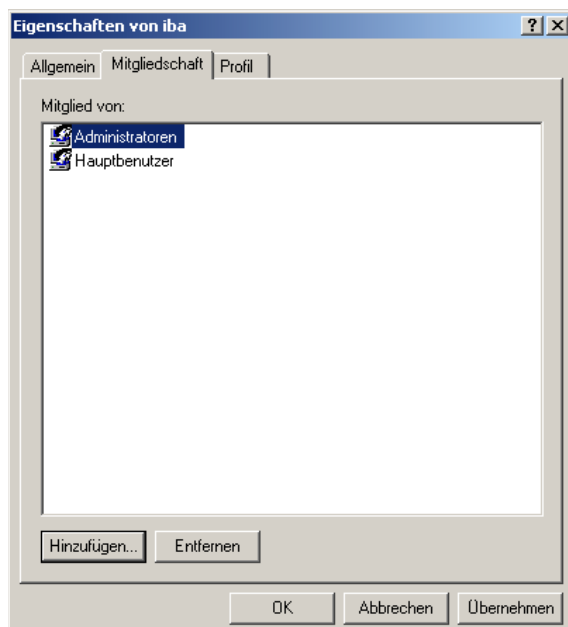 Eigenschaften von iba
Allgemein Mitgliedschaft Profil
Mitglied von:
Administratoren
Hauptbenutzer
Hinzufügen... Entfernen
OK Abbrechen Übernehmen